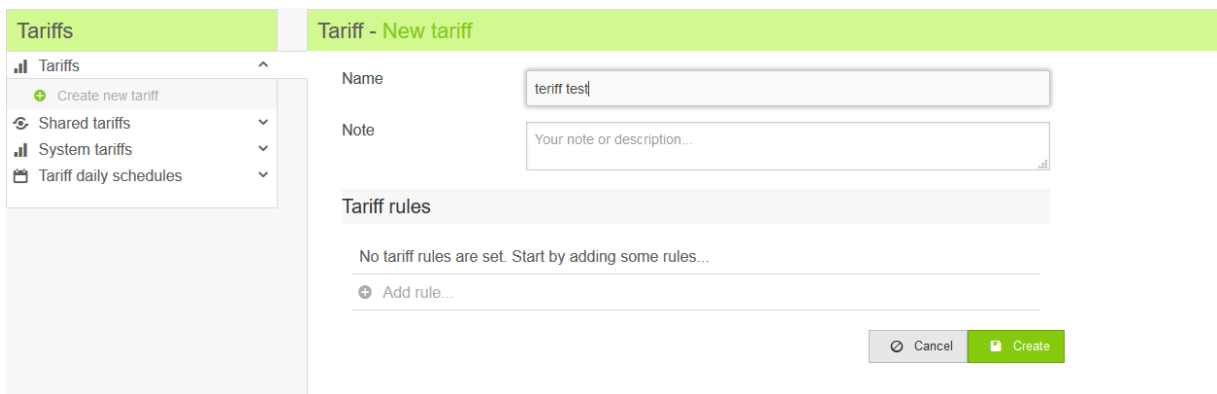 Tariffs
Tariffs
Create new tariff
Shared tariffs
System tariffs
Tariff daily schedules
Tariff - New tariff
Name
teriff test
Note
Your note or description...
Tariff rules
No tariff rules are set. Start by adding some rules...
Add rule...
Cancel
Create